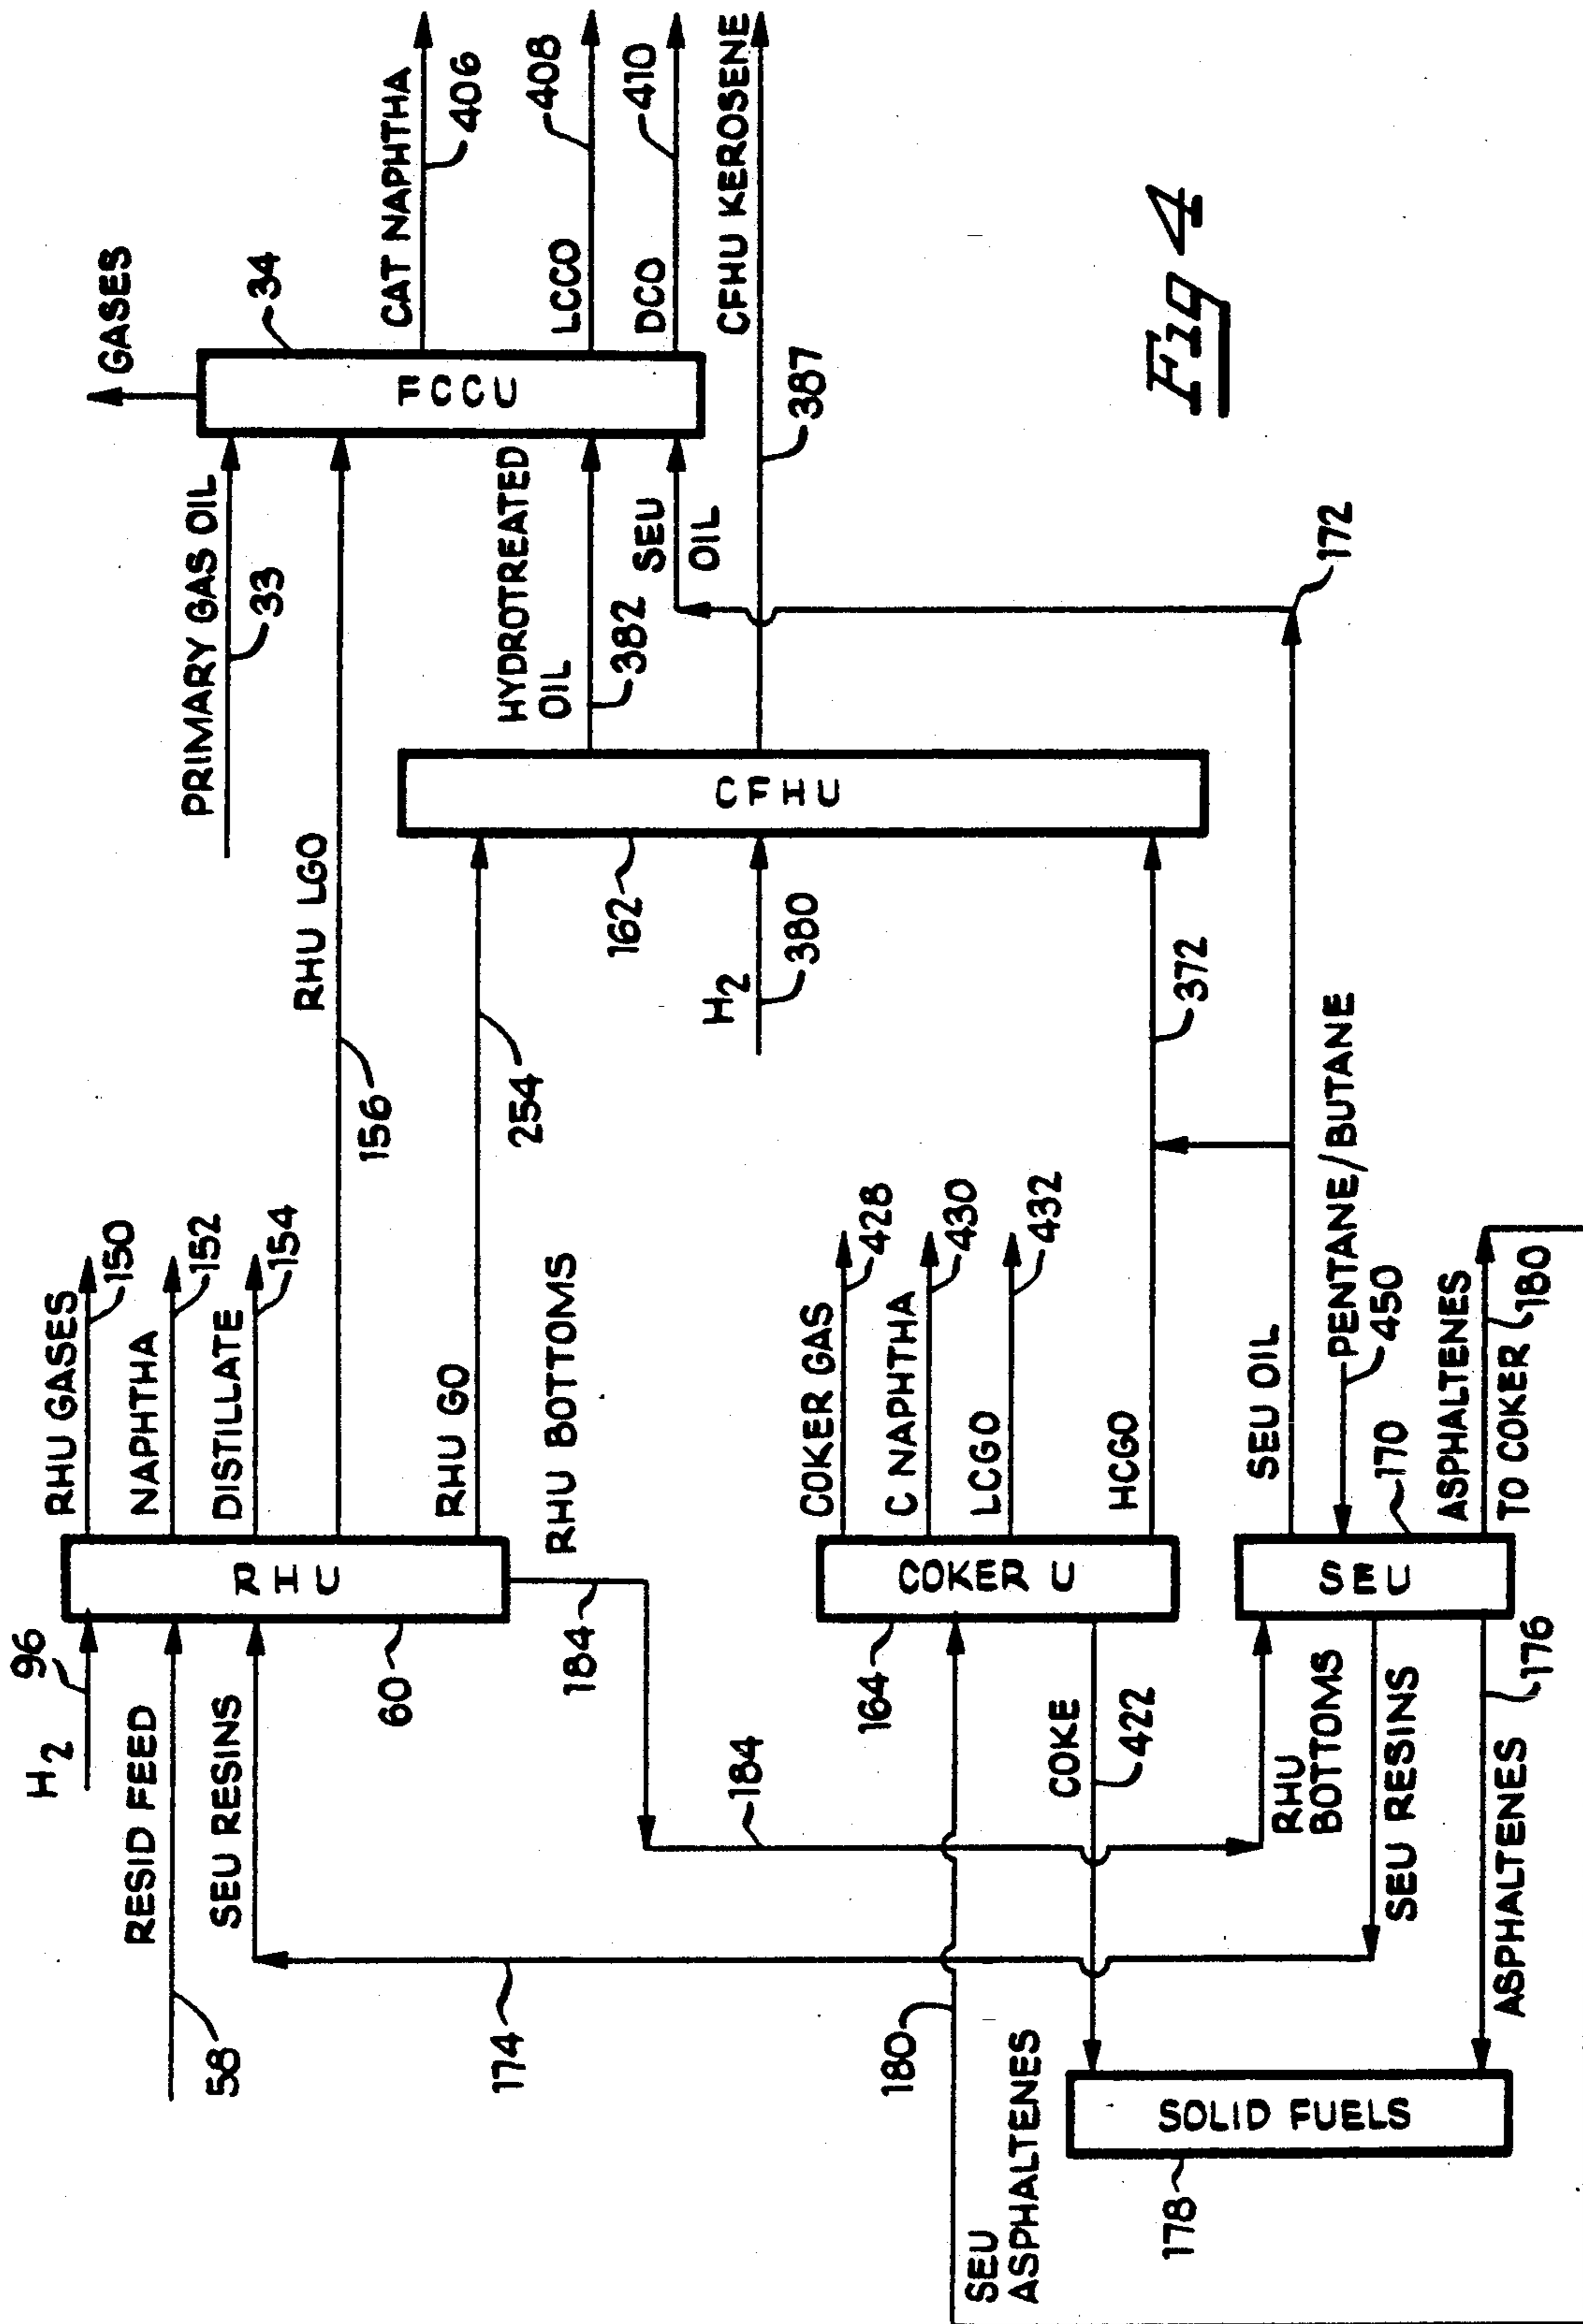 H2
96
RESID FEED
58
SEU RESINS
174
RHU
60
RHU GASES
150
NAPHTHA
152
DISTILLATE
154
RHU LGO
156
RHU GO
254
RHU BOTTOMS
184
184
PRIMARY GAS OIL
33
GASES
FCCU
34
CAT NAPHTHA
406
LCCO
408
DCO
410
CFHU KEROSENE
387
HYDROTREATED
OIL
382
SEU
OIL
172
CFHU
162
H2
380
372
COKER U
164
COKER GAS
428
C NAPHTHA
430
LCGO
432
HCGO
COKE
422
180
SEU
ASPHALTENES
SEU
170
SEU OIL
PENTANE/BUTANE
450
ASPHALTENES
TO COKER
180
RHU
BOTTOMS
SEU RESINS
176
ASPHALTENES
SOLID FUELS
178
Fig 4